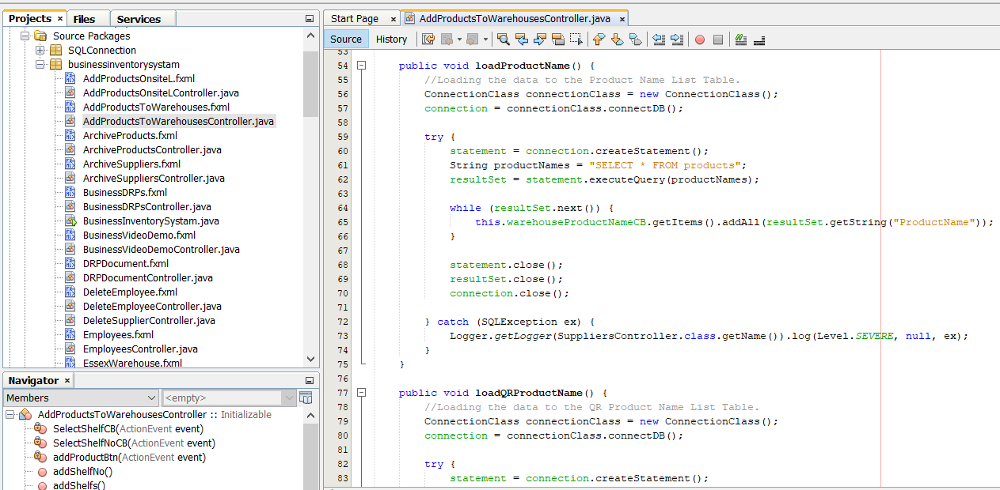 Projects × Files Services
Source Packages
SQLConnection
businessinventorysystam
AddProductsOnsiteL.fxml
AddProductsOnsiteLController.java
AddProductsToWarehouses.fxml
AddProductsToWarehousesController.java
ArchiveProducts.fxml
ArchiveProductsController.java
ArchiveSuppliers.fxml
ArchiveSuppliersController.java
BusinessDRPs.fxml
BusinessDRPsController.java
BusinessInventorySystam.java
BusinessVideoDemo.fxml
BusinessVideoDemoController.java
DRPDocument.fxml
DRPDocumentController.java
DeleteEmployee.fxml
DeleteEmployeeController.java
DeleteSupplierController.java
Employees.fxml
EmployeesController.java
EssexWarehouse.fxml
Navigator ×
Members <empty>
AddProductsToWarehousesController :: Initializable
SelectShelfCB(ActionEvent event)
SelectShelfNoCB(ActionEvent event)
addProductBtn(ActionEvent event)
addShelfNo()
addShelfs()
Start Page × AddProductsToWarehousesController.java ×
Source History
53
54 public void loadProductName() {
55 //Loading the data to the Product Name List Table.
56 ConnectionClass connectionClass = new ConnectionClass();
57 connection = connectionClass.connectDB();
58
59 try {
60 statement = connection.createStatement();
61 String productNames = "SELECT * FROM products";
62 resultSet = statement.executeQuery(productNames);
63
64 while (resultSet.next()) {
65 this.warehouseProductNameCB.getItems().addAll(resultSet.getString("ProductName"));
66 }
67
68 statement.close();
69 resultSet.close();
70 connection.close();
71
72 } catch (SQLException ex) {
73 Logger.getLogger(SuppliersController.class.getName()).log(Level.SEVERE, null, ex);
74 }
75 }
76
77 public void loadQRProductName() {
78 //Loading the data to the QR Product Name List Table.
79 ConnectionClass connectionClass = new ConnectionClass();
80 connection = connectionClass.connectDB();
81
82 try {
83 statement = connection.createStatement();